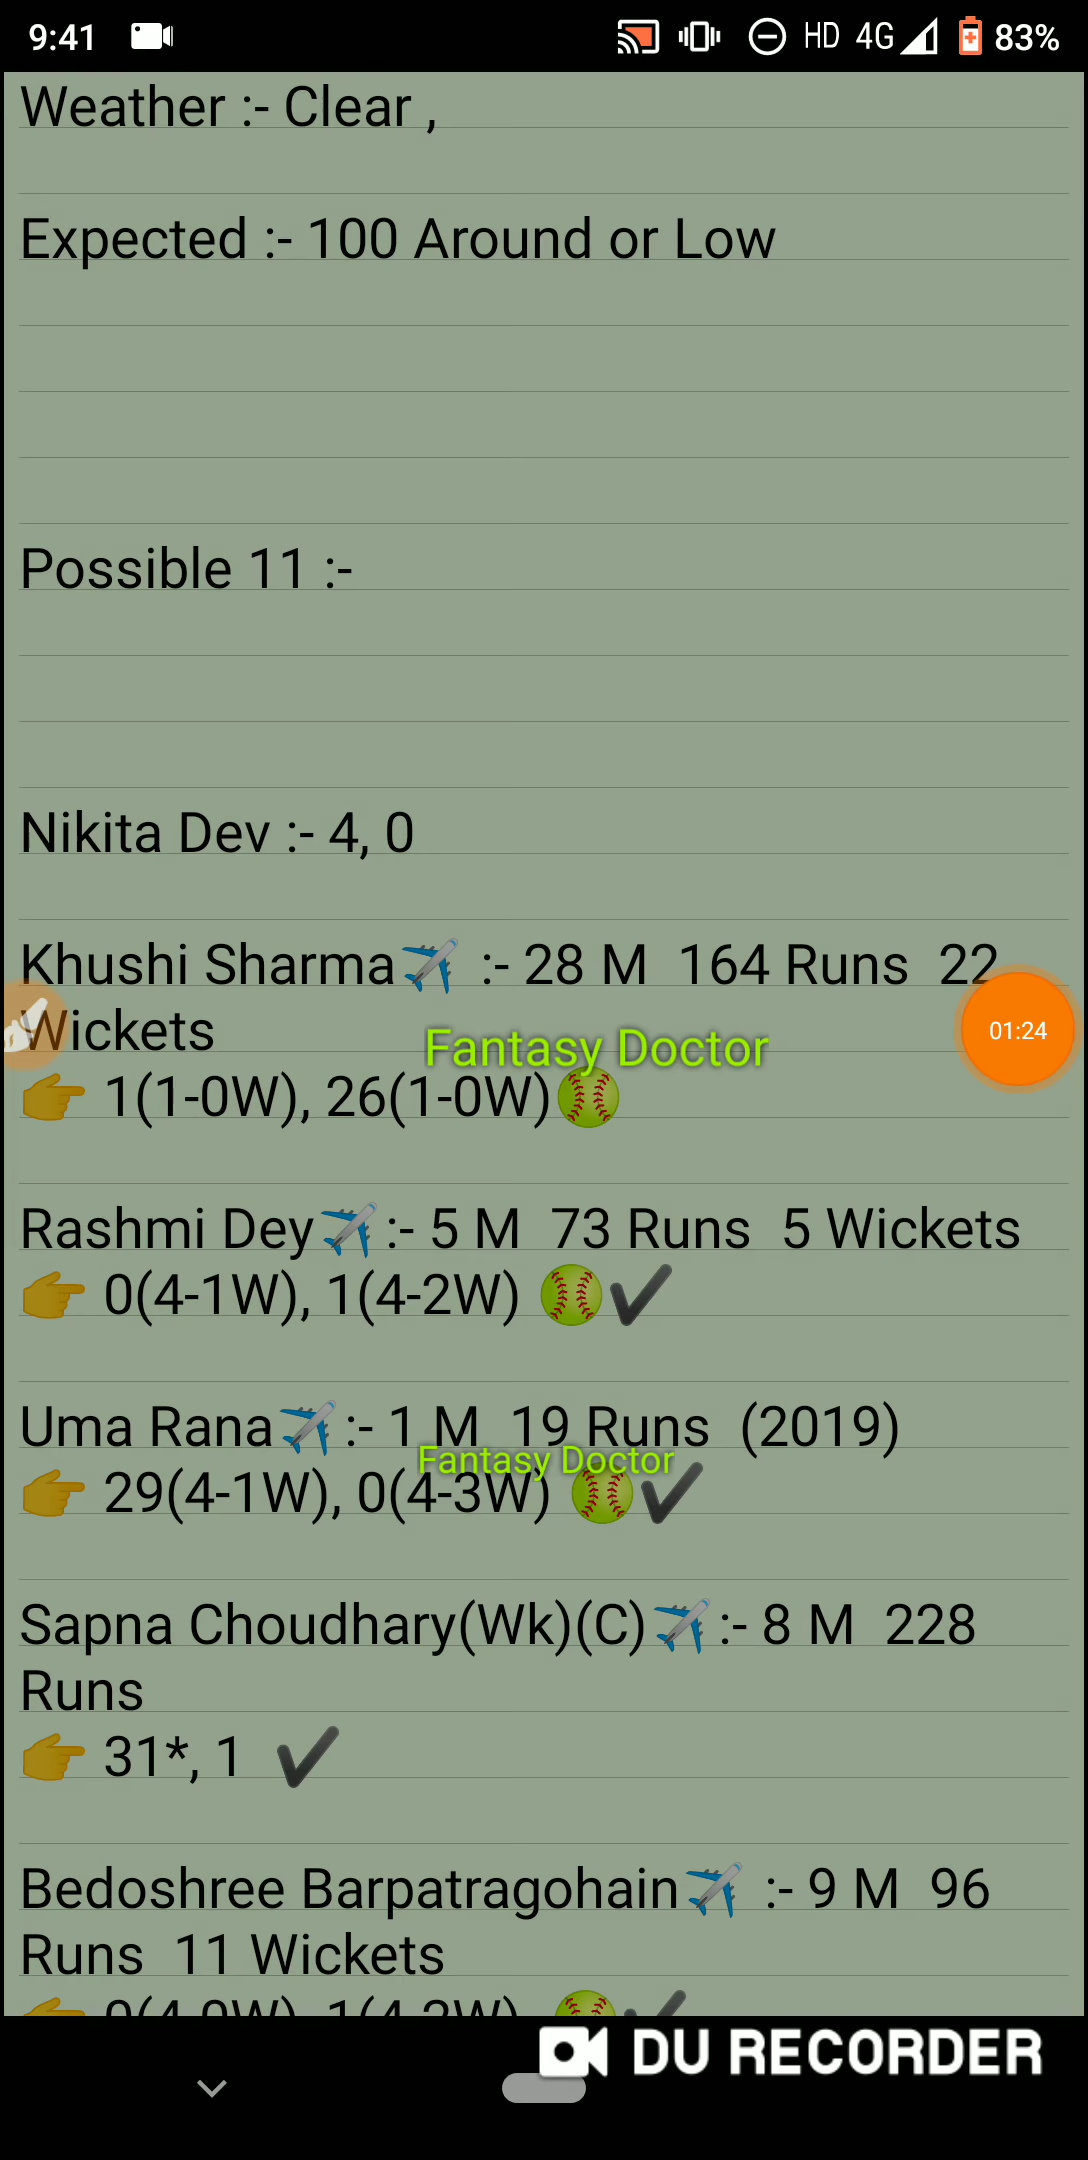 9:41 HD 4G 83%
Weather :- Clear ,
Expected :- 100 Around or Low
Possible 11 :-
Nikita Dev :- 4, 0
Khushi Sharma✈️ :- 28 M 164 Runs 22
Wickets
Fantasy Doctor
01:24
👉 1(1-0W), 26(1-0W)🥎
Rashmi Dey✈️:- 5 M 73 Runs 5 Wickets
👉 0(4-1W), 1(4-2W) 🥎✔️
Uma Rana✈️:- 1 M 19 Runs (2019)
Fantasy Doctor
👉 29(4-1W), 0(4-3W) 🥎✔️
Sapna Choudhary(Wk)(C)✈️:- 8 M 228
Runs
👉 31*, 1 ✔️
Bedoshree Barpatragohain✈️ :- 9 M 96
Runs 11 Wickets
DU RECORDER